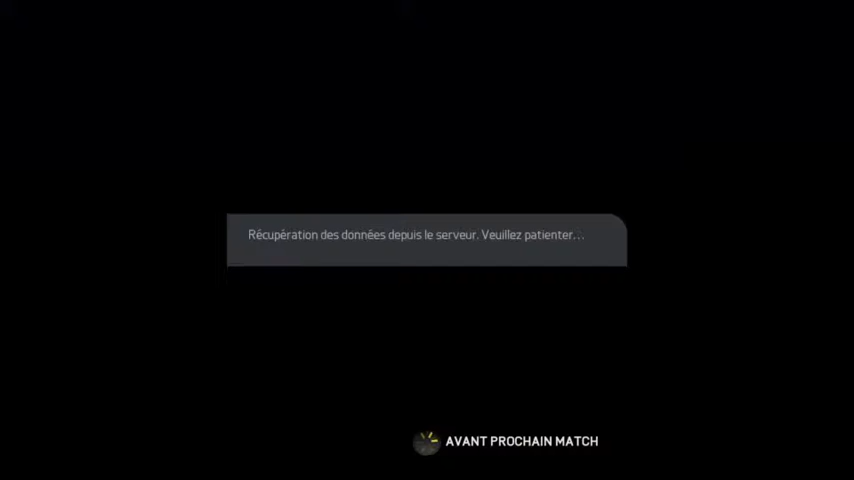 Récupération des données depuis le serveur. Veuillez patienter...
AVANT PROCHAIN MATCH